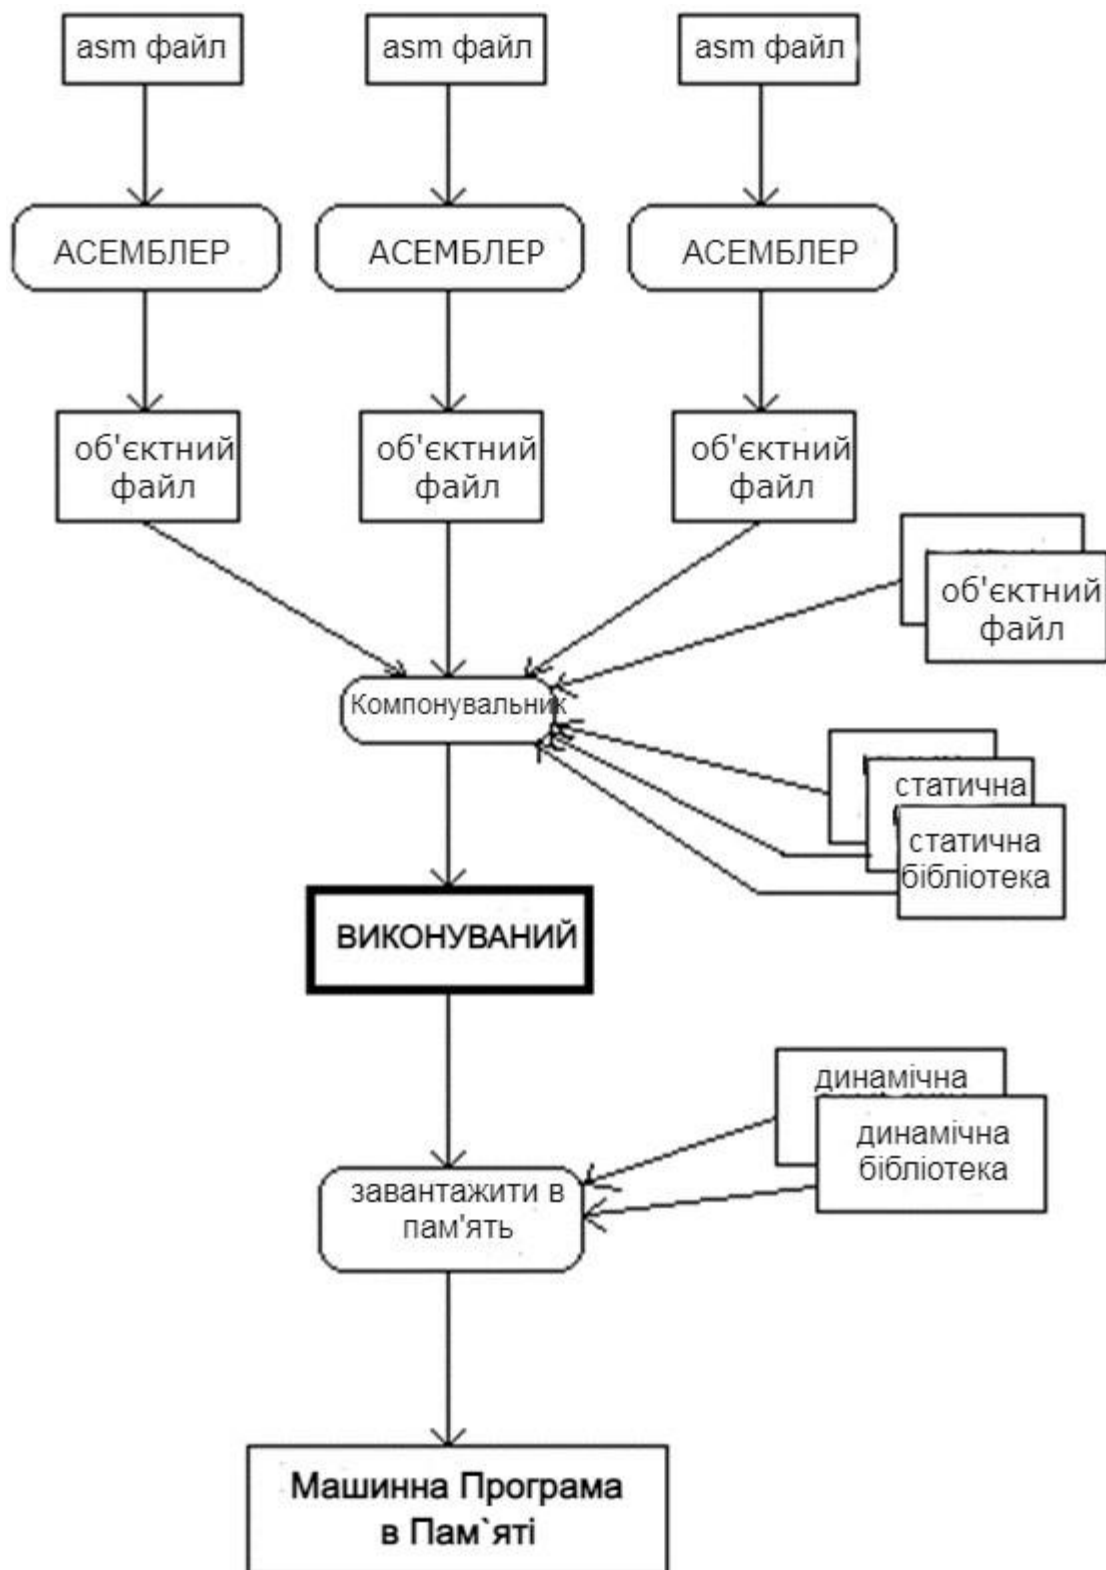 asm файл
asm файл
asm файл
АСЕМБЛЕР
АСЕМБЛЕР
АСЕМБЛЕР
об'єктний
файл
об'єктний
файл
об'єктний
файл
об'єктний
файл
Компонувальник
статична
статична
бібліотека
ВИКОНУВАНИЙ
динамічна
динамічна
бібліотека
завантажити в
пам'ять
Машинна Програма
в Пам`яті